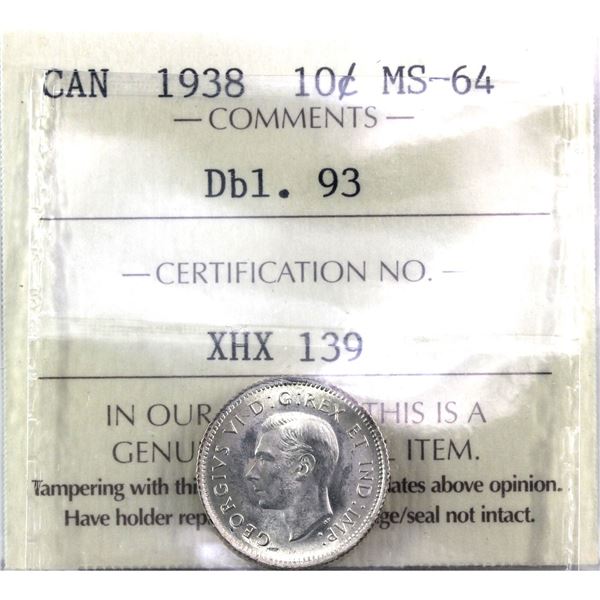 CAN 1938 10¢ MS-64
— COMMENTS —
Dbl. 93
— CERTIFICATION NO. —
XHX 139
IN OUR THIS IS A
GENU ITEM.
Tampering with thi ates above opinion.
Have holder rep ge/seal not intact.
GEORGIVS VI D: G: REX ET IND: IMP: